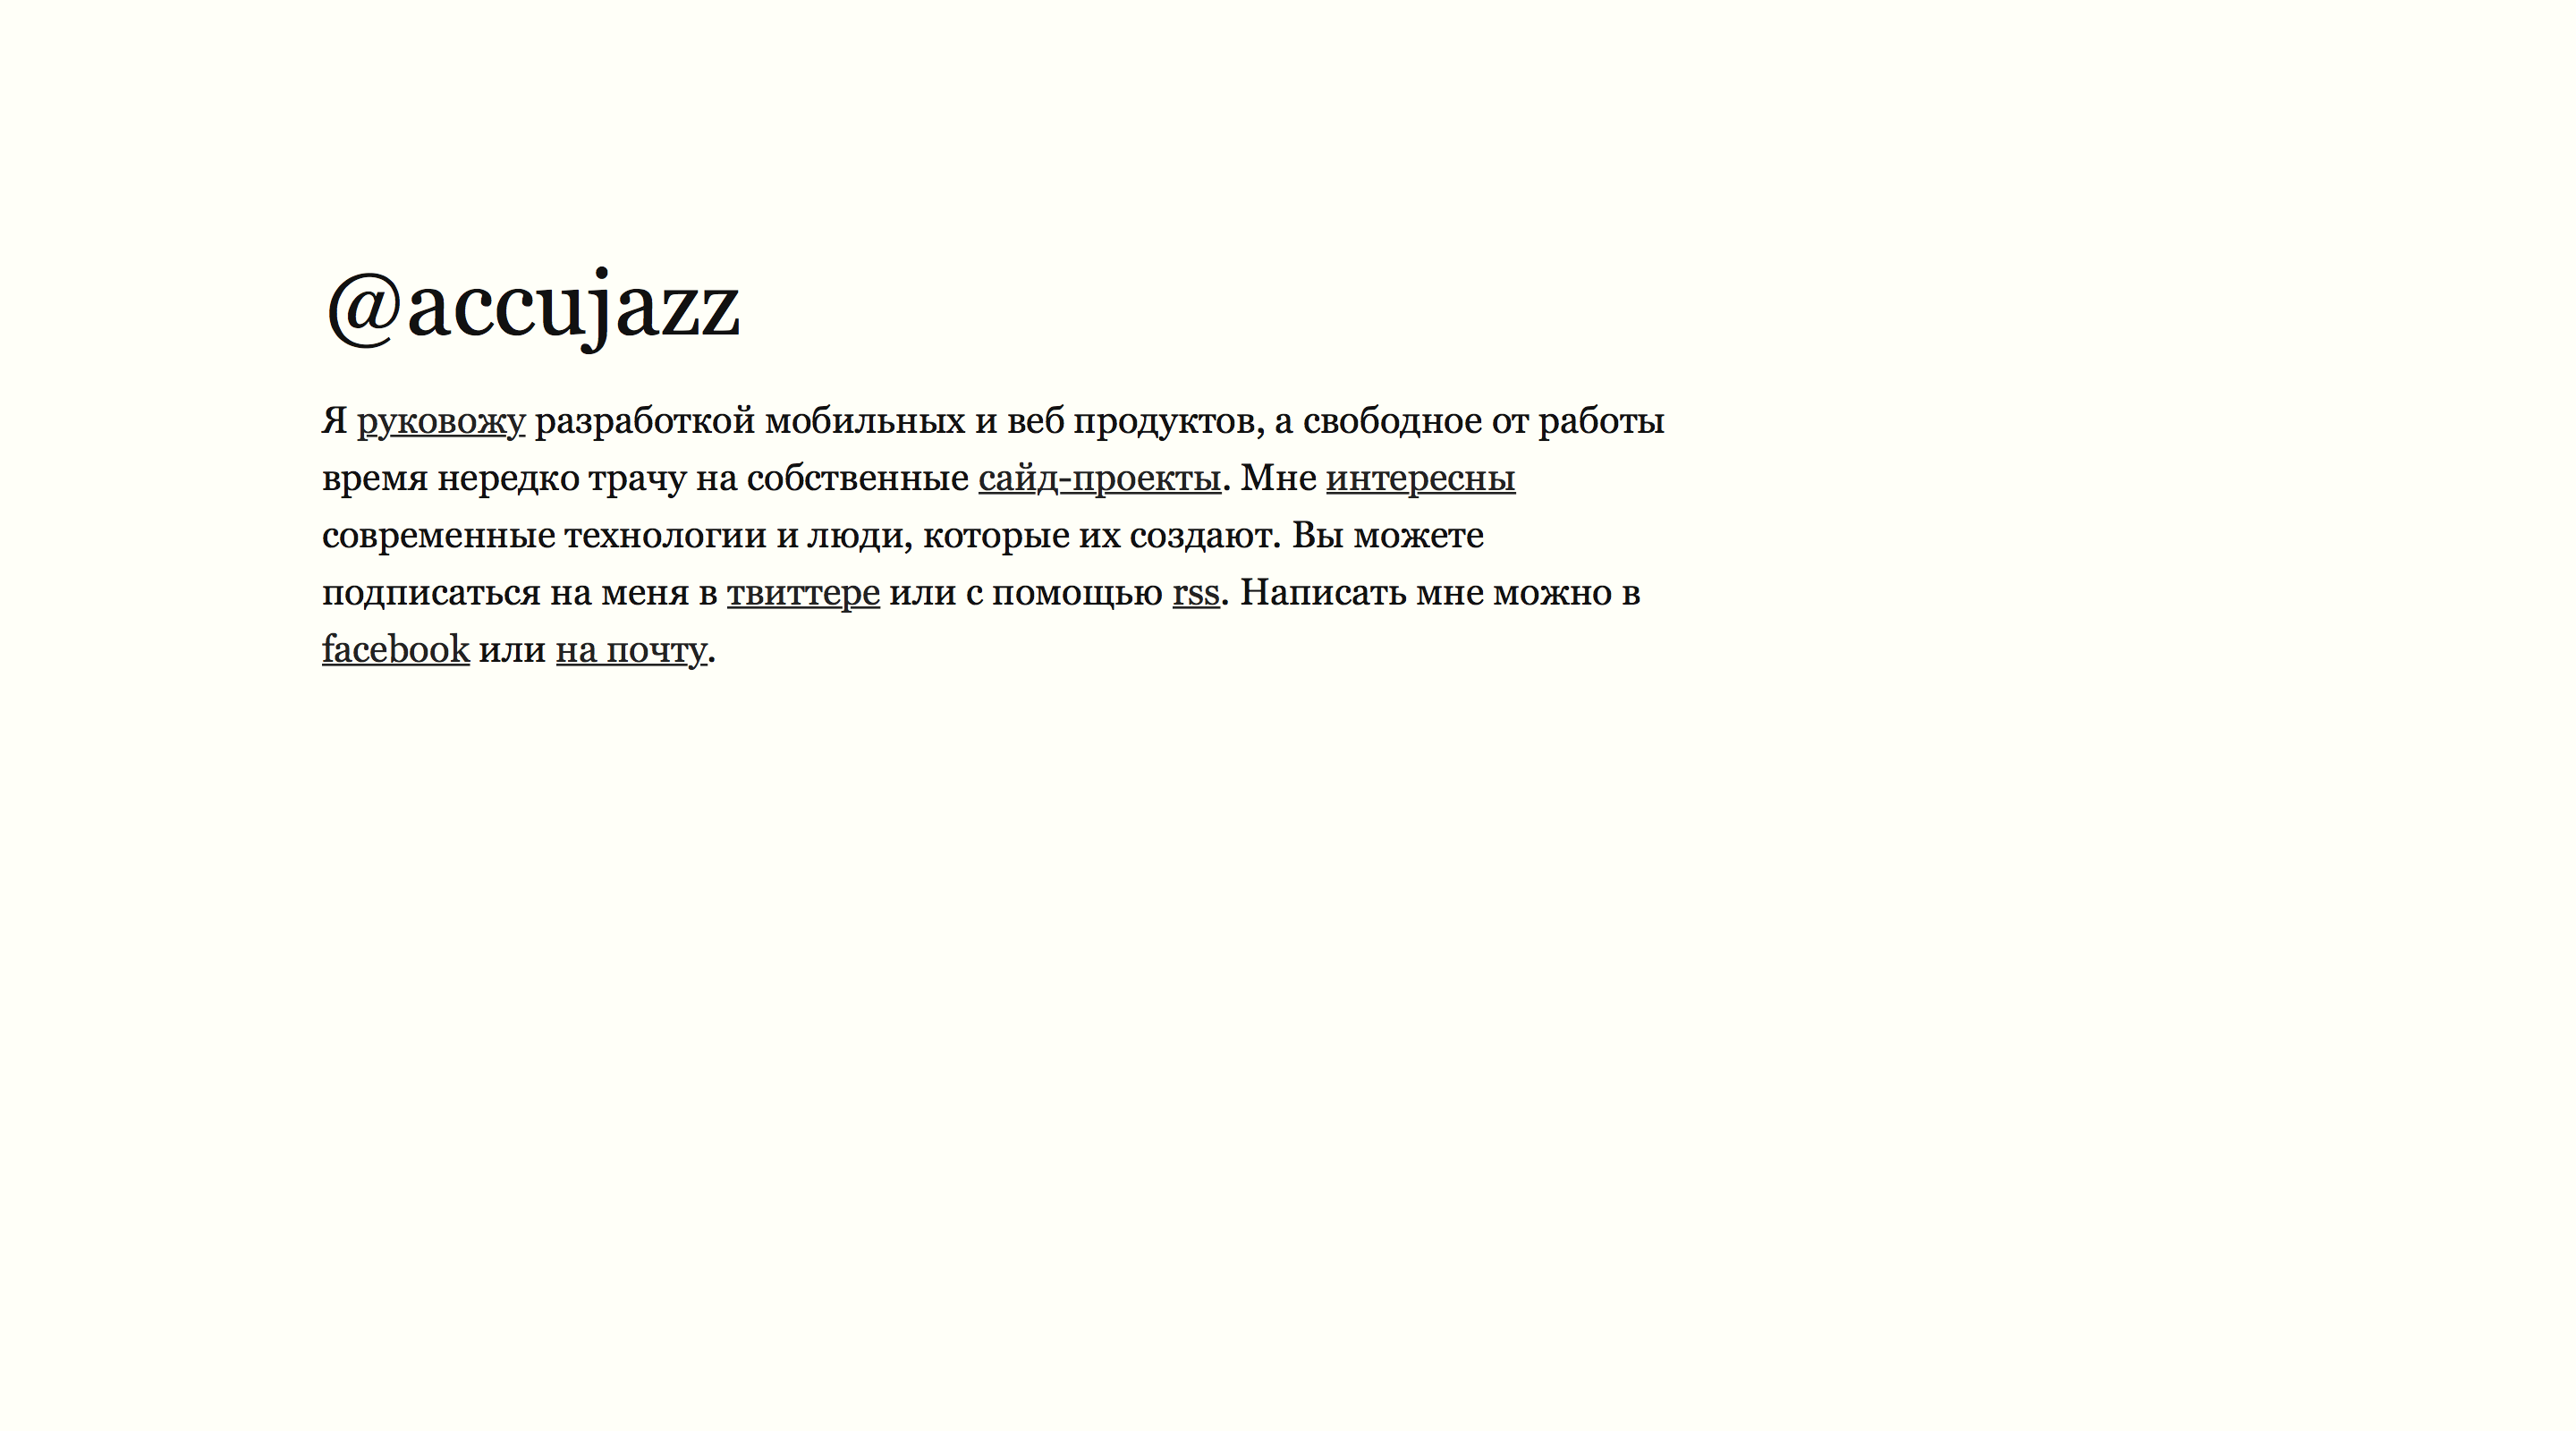 @accujazz
Я руковожу разработкой мобильных и веб продуктов, а свободное от работы
время нередко трачу на собственные сайд-проекты. Мне интересны
современные технологии и люди, которые их создают. Вы можете
подписаться на меня в твиттере или с помощью rss. Написать мне можно в
facebook или на почту.